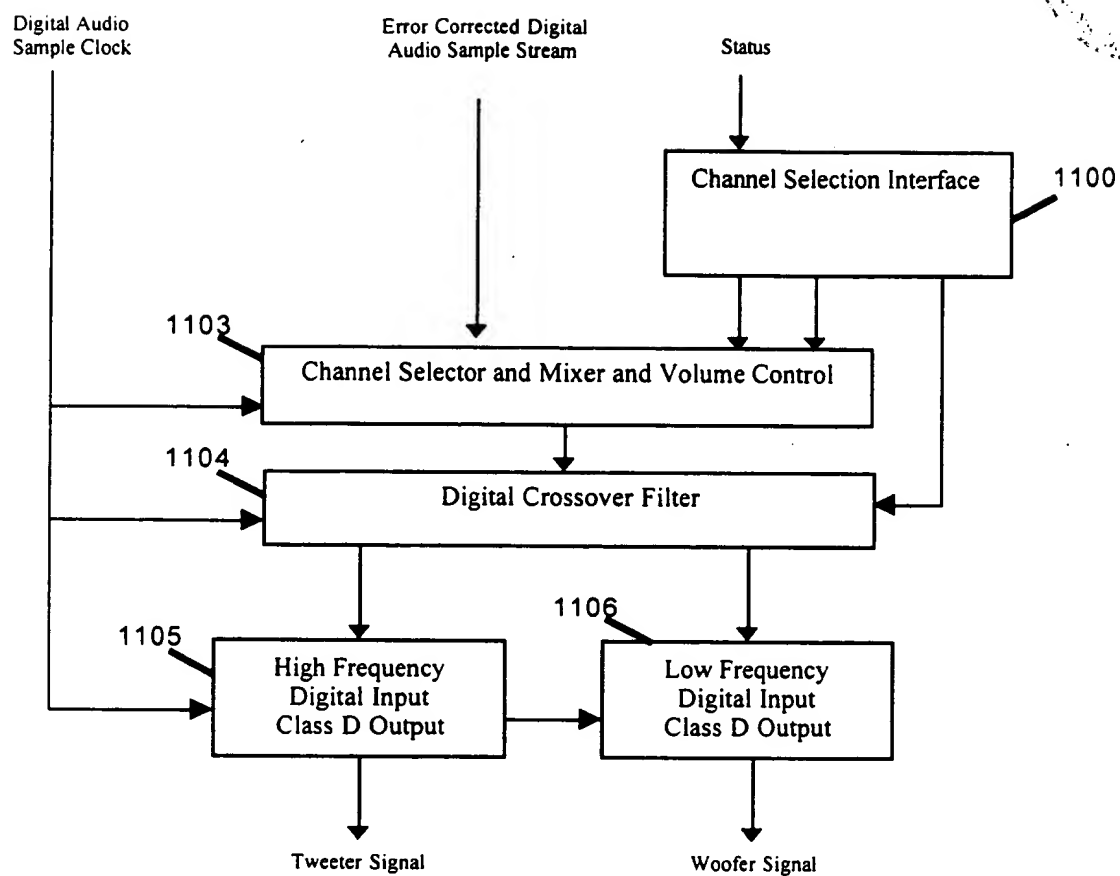 Digital Audio
Sample Clock
Error Corrected Digital
Audio Sample Stream
Status
Channel Selection Interface
1100
1103
Channel Selector and Mixer and Volume Control
1104
Digital Crossover Filter
1105
High Frequency
Digital Input
Class D Output
1106
Low Frequency
Digital Input
Class D Output
Tweeter Signal
Woofer Signal